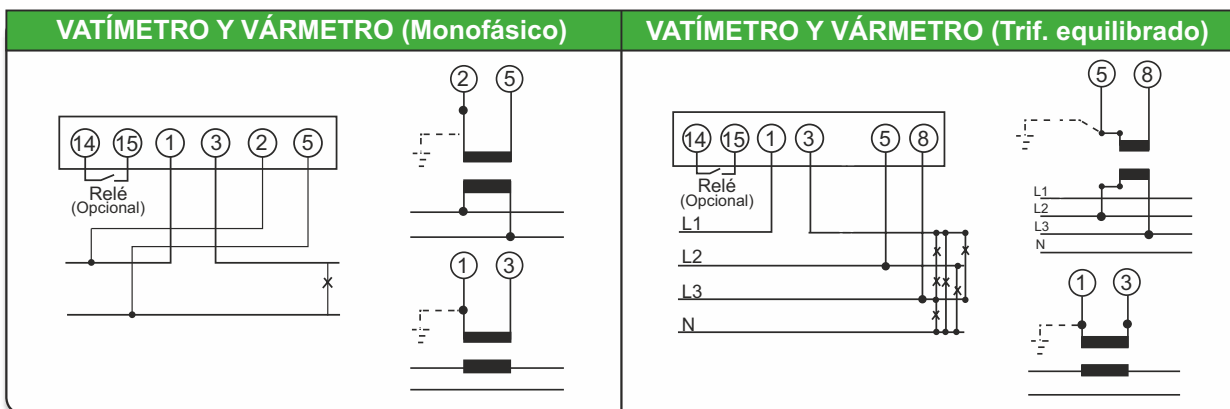 VATÍMETRO Y VÁRMETRO (Monofásico)
2 5
14 15 1 3 2 5
Relé
(Opcional)
1 3
VATÍMETRO Y VÁRMETRO (Trif. equilibrado)
5 8
14 15 1 3 5 8
Relé
(Opcional)
L1
L2
L3
N
L1
L2
L3
N
1 3